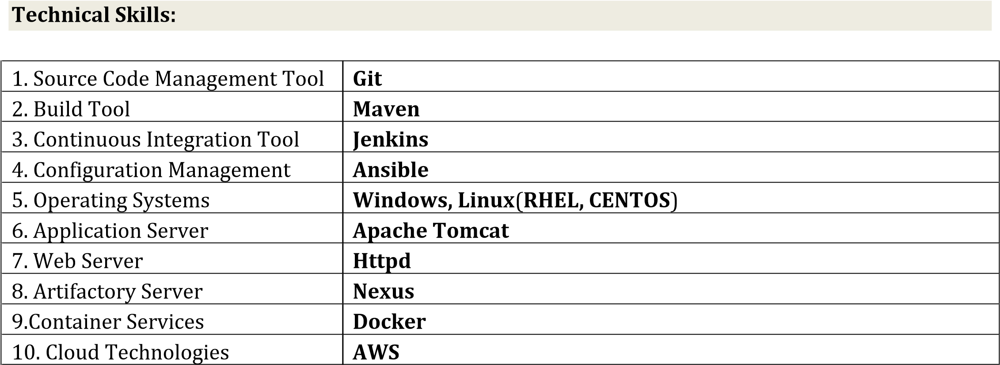 Technical Skills:
1. Source Code Management Tool Git
2. Build Tool Maven
3. Continuous Integration Tool Jenkins
4. Configuration Management Ansible
5. Operating Systems Windows, Linux(RHEL, CENTOS)
6. Application Server Apache Tomcat
7. Web Server Httpd
8. Artifactory Server Nexus
9.Container Services Docker
10. Cloud Technologies AWS